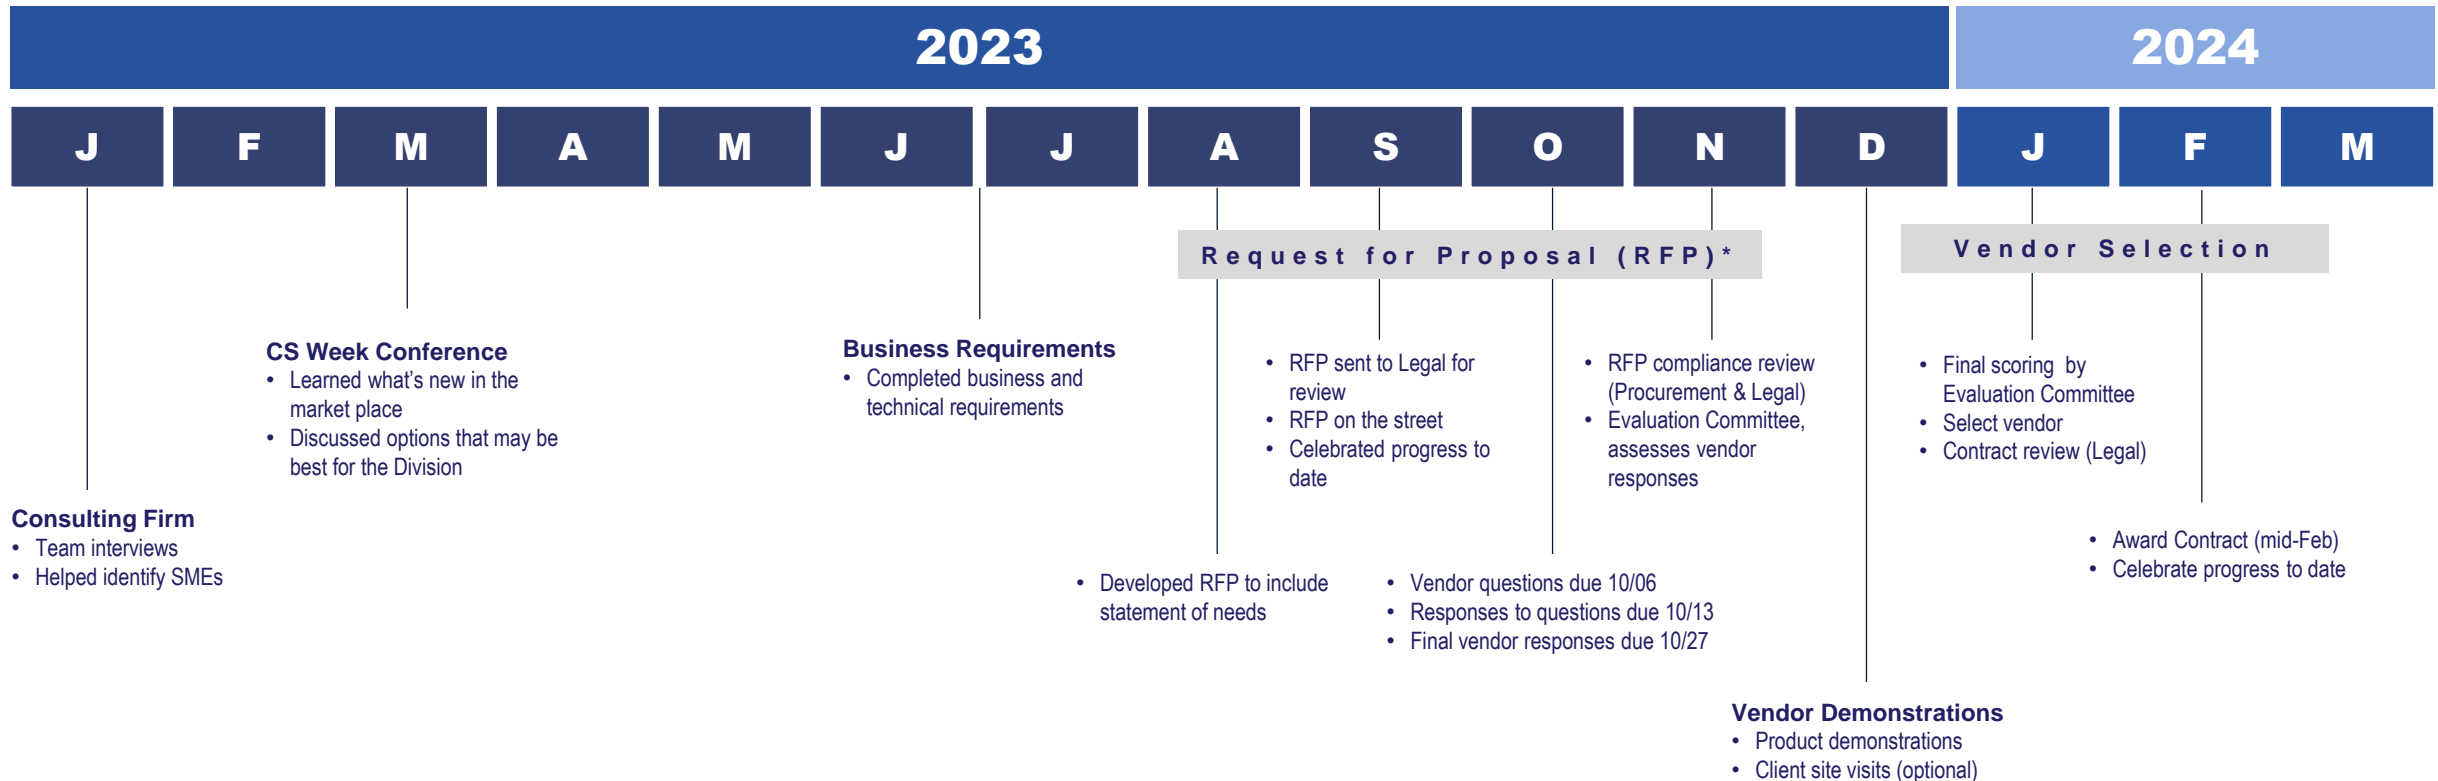 2023
2024
J F M A M J J A S O N D J F M
Request for Proposal (RFP)*
Vendor Selection
Consulting Firm
• Team interviews
• Helped identify SMEs
CS Week Conference
• Learned what's new in the
market place
• Discussed options that may be
best for the Division
Business Requirements
• Completed business and
technical requirements
• Developed RFP to include
statement of needs
• RFP sent to Legal for
review
• RFP on the street
• Celebrated progress to
date
• Vendor questions due 10/06
• Responses to questions due 10/13
• Final vendor responses due 10/27
• RFP compliance review
(Procurement & Legal)
• Evaluation Committee,
assesses vendor
responses
Vendor Demonstrations
• Product demonstrations
• Client site visits (optional)
• Final scoring by
Evaluation Committee
• Select vendor
• Contract review (Legal)
• Award Contract (mid-Feb)
• Celebrate progress to date